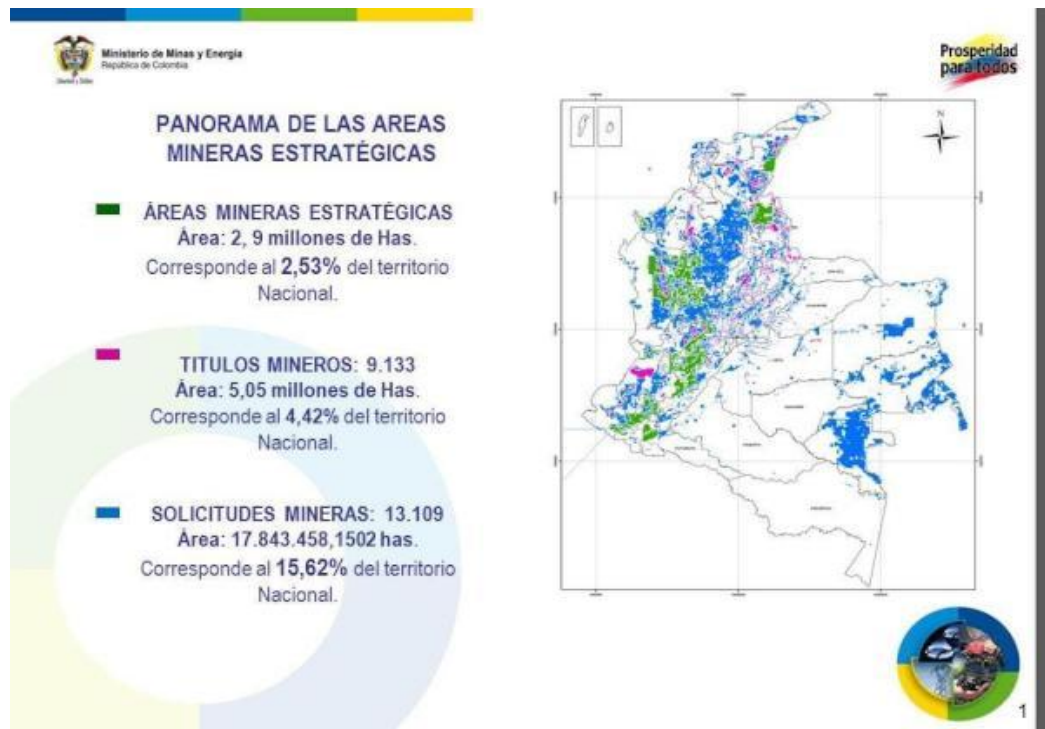 Ministerio de Minas y Energía
República de Colombia
Libertad y Orden
Prosperidad
para todos
PANORAMA DE LAS AREAS
MINERAS ESTRATÉGICAS
ÁREAS MINERAS ESTRATÉGICAS
Área: 2, 9 millones de Has.
Corresponde al 2,53% del territorio
Nacional.
TITULOS MINEROS: 9.133
Área: 5,05 millones de Has.
Corresponde al 4,42% del territorio
Nacional.
SOLICITUDES MINERAS: 13.109
Área: 17.843.458,1502 has.
Corresponde al 15,62% del territorio
Nacional.
N
1